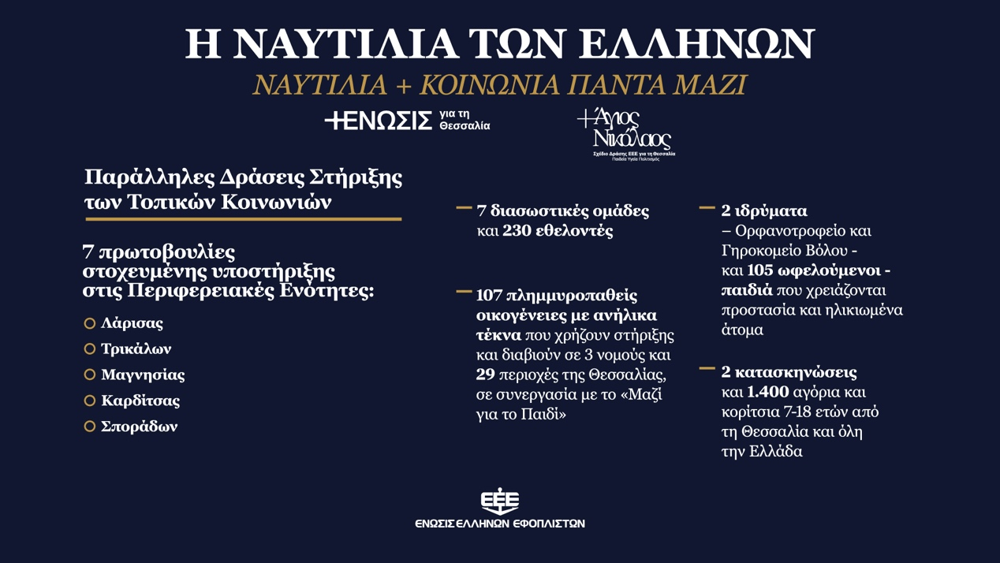 Η ΝΑΥΤΙΛΙΑ ΤΩΝ ΕΛΛΗΝΩΝ
ΝΑΥΤΙΛΙΑ + ΚΟΙΝΩΝΙΑ ΠΑΝΤΑ ΜΑΖΙ
+ΕΝΩΣΙΣ για τη
Θεσσαλία
+Άγιος
Νικόλαος
Σχέδιο Δράσης ΕΕΕ για τη Θεσσαλία
Παιδεία Υγεία Πολιτισμός
Παράλληλες Δράσεις Στήριξης
των Τοπικών Κοινωνιών
7 πρωτοβουλίες
στοχευμένης υποστήριξης
στις Περιφερειακές Ενότητες:
Λάρισας
Τρικάλων
Μαγνησίας
Καρδίτσας
Σποράδων
7 διασωστικές ομάδες
και 230 εθελοντές
107 πλημμυροπαθείς
οικογένειες με ανήλικα
τέκνα που χρήζουν στήριξης
και διαβιούν σε 3 νομούς και
29 περιοχές της Θεσσαλίας,
σε συνεργασία με το «Μαζί
για το Παιδί»
2 ιδρύματα
– Ορφανοτροφείο και
Γηροκομείο Βόλου -
και 105 ωφελούμενοι -
παιδιά που χρειάζονται
προστασία και ηλικιωμένα
άτομα
2 κατασκηνώσεις
και 1.400 αγόρια και
κορίτσια 7-18 ετών από
τη Θεσσαλία και όλη
την Ελλάδα
ΕΕΕ
ΕΝΩΣΙΣ ΕΛΛΗΝΩΝ ΕΦΟΠΛΙΣΤΩΝ